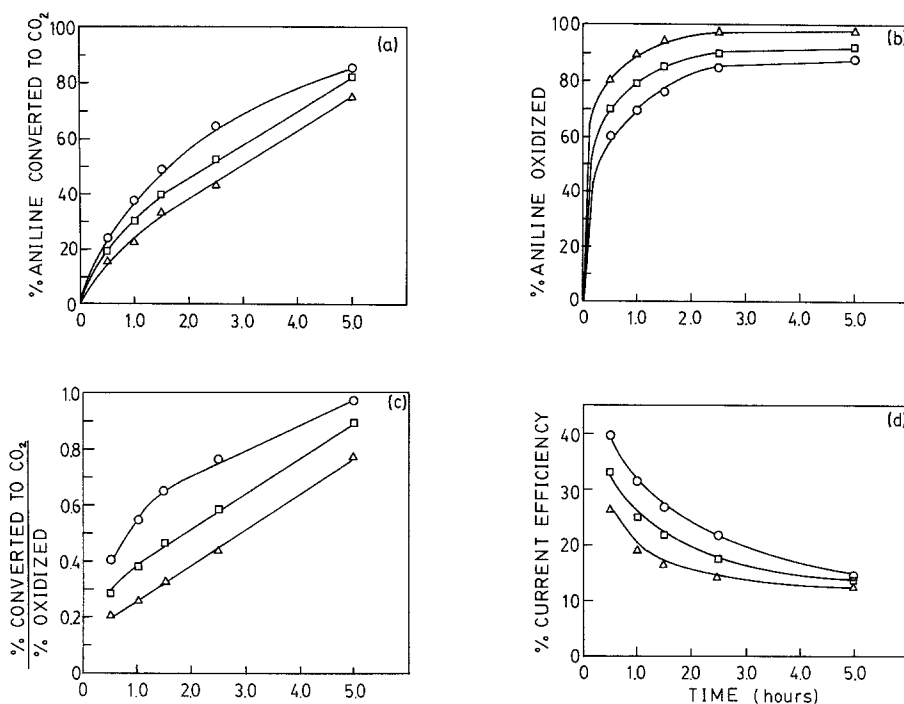 (a)
% ANILINE CONVERTED TO CO2
100
80
60
40
20
0
0 1.0 2.0 3.0 4.0 5.0
(b)
% ANILINE OXIDIZED
100
80
60
40
20
0
0 1.0 2.0 3.0 4.0 5.0
(c)
% CONVERTED TO CO2
% OXIDIZED
1.0
0.8
0.6
0.4
0.2
0
0 1.0 2.0 3.0 4.0 5.0
(d)
% CURRENT EFFICIENCY
40
30
20
10
0
0 1.0 2.0 3.0 4.0 5.0
TIME (hours)